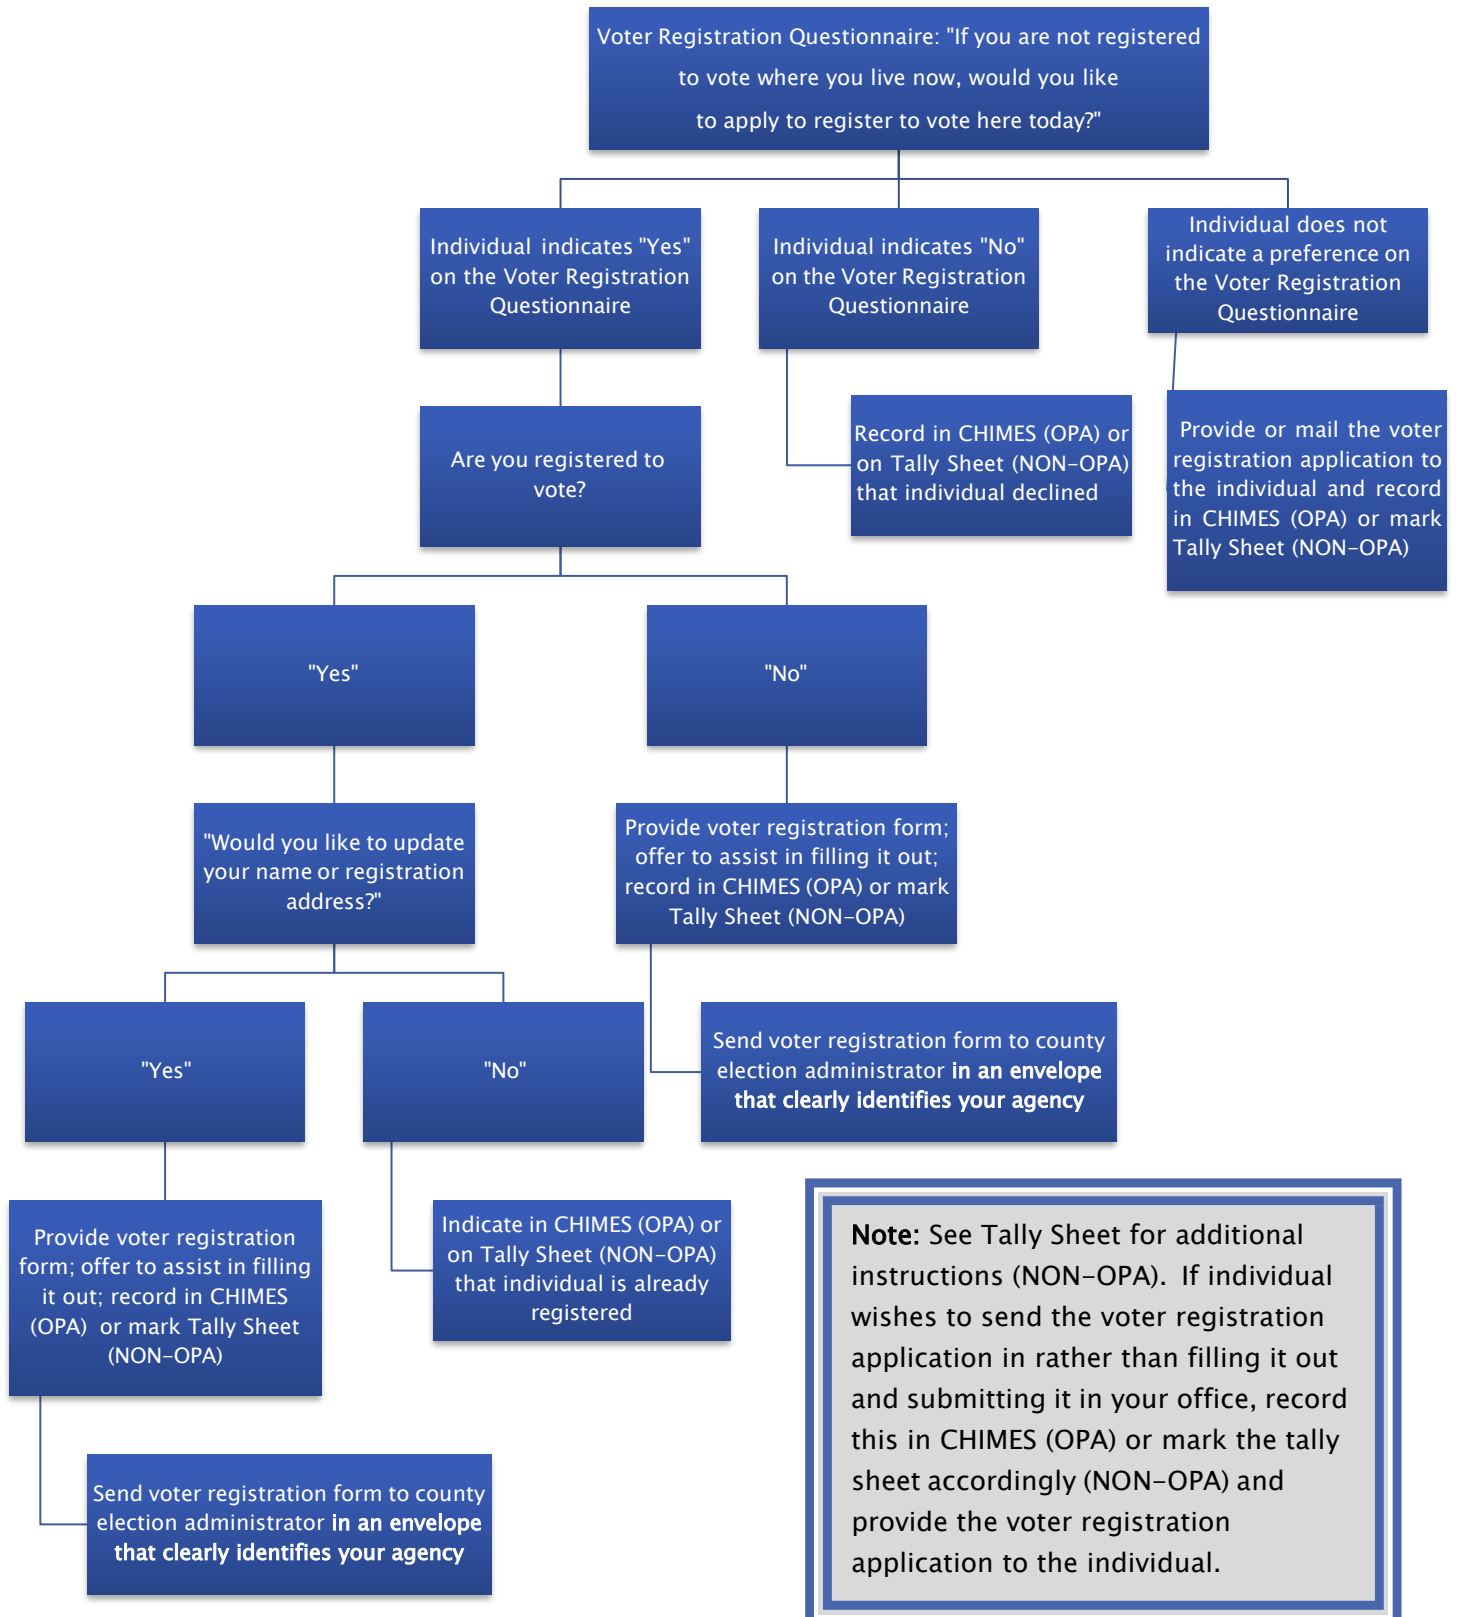 Voter Registration Questionnaire: "If you are not registered
to vote where you live now, would you like
to apply to register to vote here today?"
Individual indicates "Yes"
on the Voter Registration
Questionnaire
Individual indicates "No"
on the Voter Registration
Questionnaire
Individual does not
indicate a preference on
the Voter Registration
Questionnaire
Are you registered to
vote?
Record in CHIMES (OPA) or
on Tally Sheet (NON-OPA)
that individual declined
Provide or mail the voter
registration application to
the individual and record
in CHIMES (OPA) or mark
Tally Sheet (NON-OPA)
"Yes"
"No"
"Would you like to update
your name or registration
address?"
Provide voter registration form;
offer to assist in filling it out;
record in CHIMES (OPA) or mark
Tally Sheet (NON-OPA)
"Yes"
"No"
Send voter registration form to county
election administrator in an envelope
that clearly identifies your agency
Provide voter registration
form; offer to assist in filling
it out; record in CHIMES
(OPA) or mark Tally Sheet
(NON-OPA)
Indicate in CHIMES (OPA) or
on Tally Sheet (NON-OPA)
that individual is already
registered
Send voter registration form to county
election administrator in an envelope
that clearly identifies your agency
Note: See Tally Sheet for additional
instructions (NON-OPA). If individual
wishes to send the voter registration
application in rather than filling it out
and submitting it in your office, record
this in CHIMES (OPA) or mark the tally
sheet accordingly (NON-OPA) and
provide the voter registration
application to the individual.